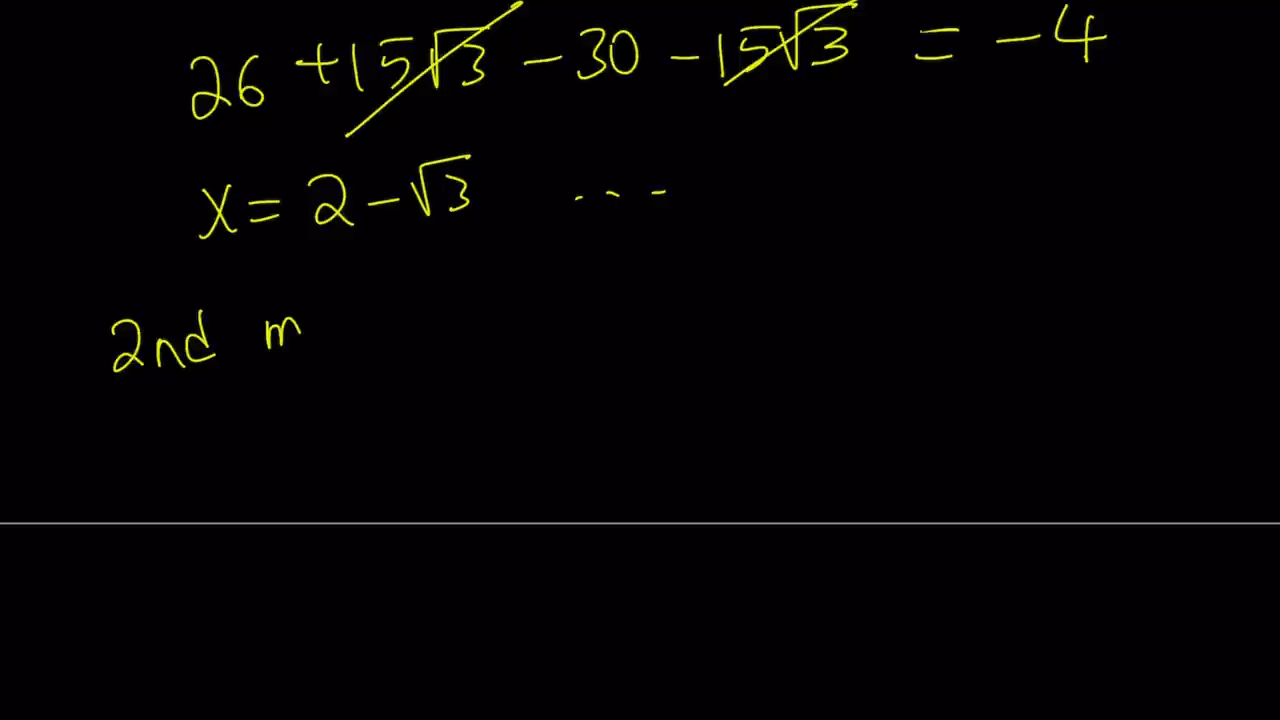 26 + 15√3 - 30 - 15√3 = -4
x = 2 - √3 ...
2nd m